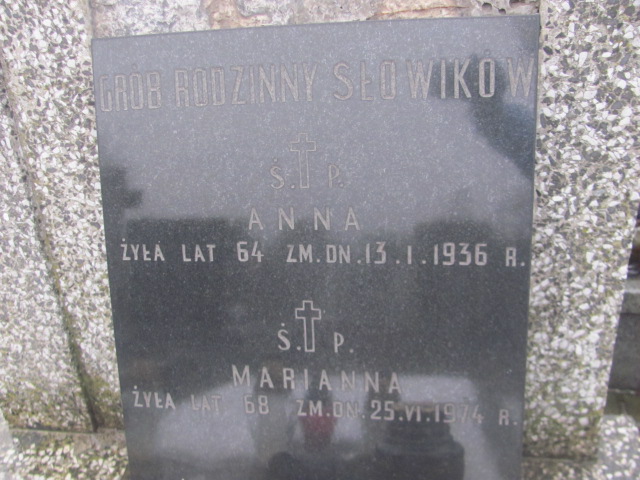 GRÓB RODZINNY SŁOWIKÓW
Ś. P.
ANNA
ŻYŁA LAT 64 ZM. DN. 13. I. 1936 R.
Ś. P.
MARIANNA
ŻYŁA LAT 68 ZM. DN. 25. VI. 1974 R.